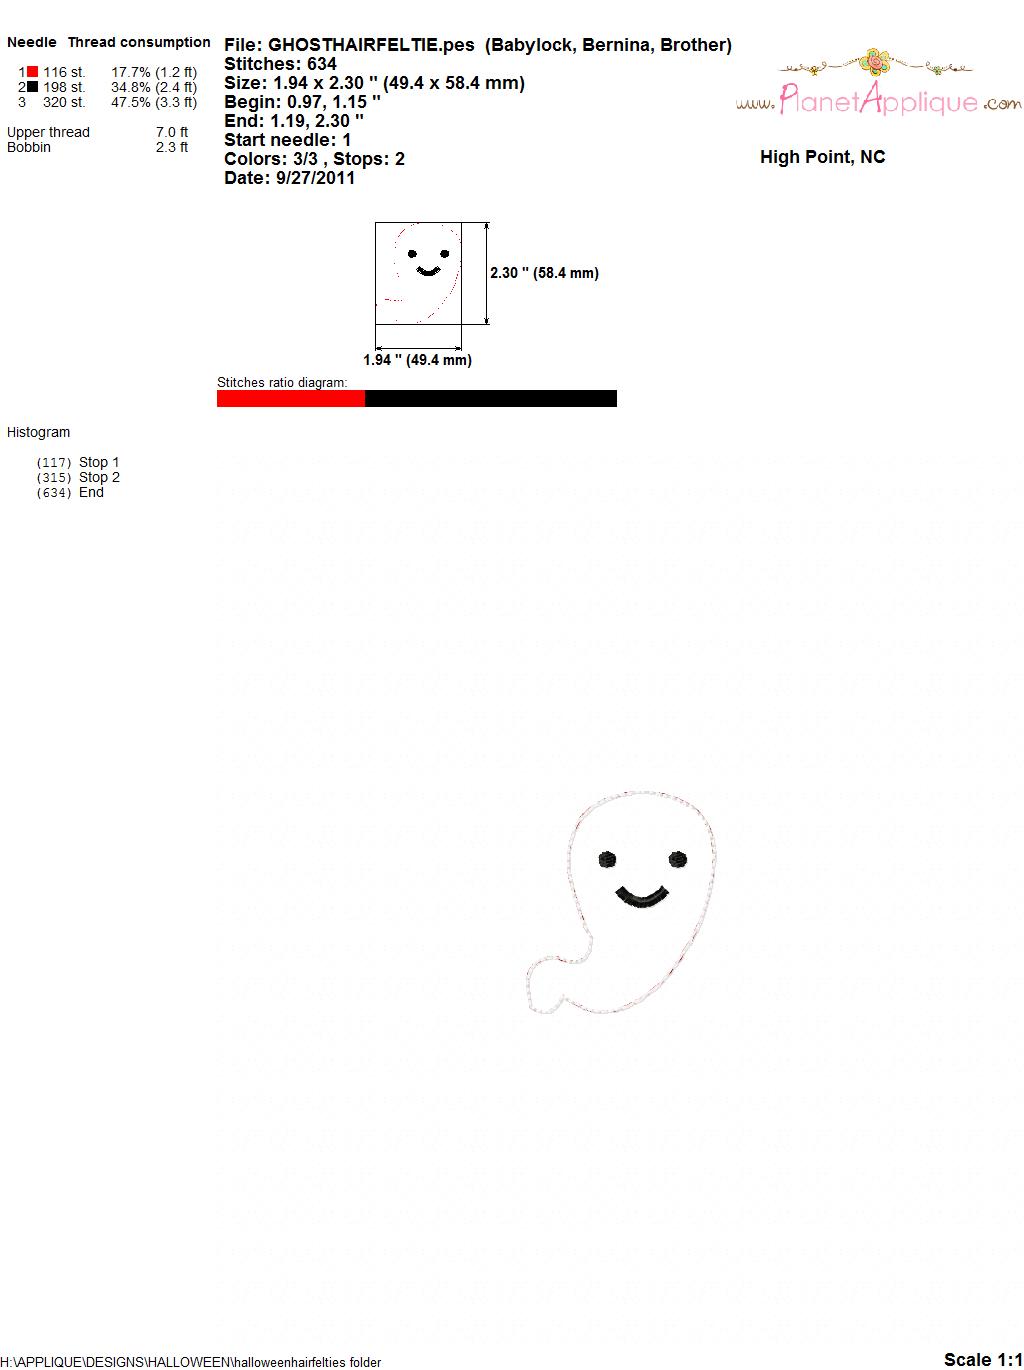 Needle Thread consumption
1 116 st. 17.7% (1.2 ft)
2 198 st. 34.8% (2.4 ft)
3 320 st. 47.5% (3.3 ft)
Upper thread 7.0 ft
Bobbin 2.3 ft
File: GHOSTHAIRFELTIE.pes (Babylock, Bernina, Brother)
Stitches: 634
Size: 1.94 x 2.30 " (49.4 x 58.4 mm)
Begin: 0.97, 1.15 "
End: 1.19, 2.30 "
Start needle: 1
Colors: 3/3 , Stops: 2
Date: 9/27/2011
www.PlanetApplique.com
High Point, NC
2.30 " (58.4 mm)
1.94 " (49.4 mm)
Stitches ratio diagram:
Histogram
(117) Stop 1
(315) Stop 2
(634) End
H:\APPLIQUE\DESIGNS\HALLOWEEN\halloweenhairfelties folder
Scale 1:1